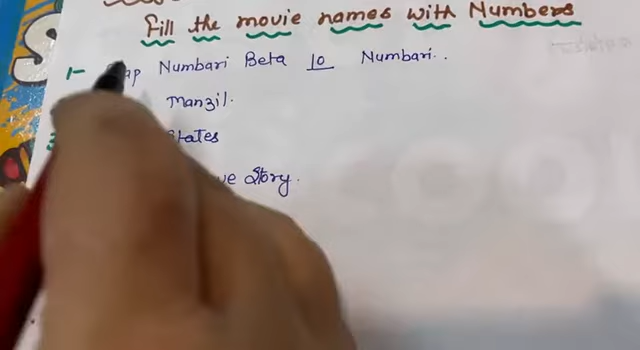 Fill the movie names with Numbers
1- Numbari Beta 10 Numbari..
Manzil.
States
Story.